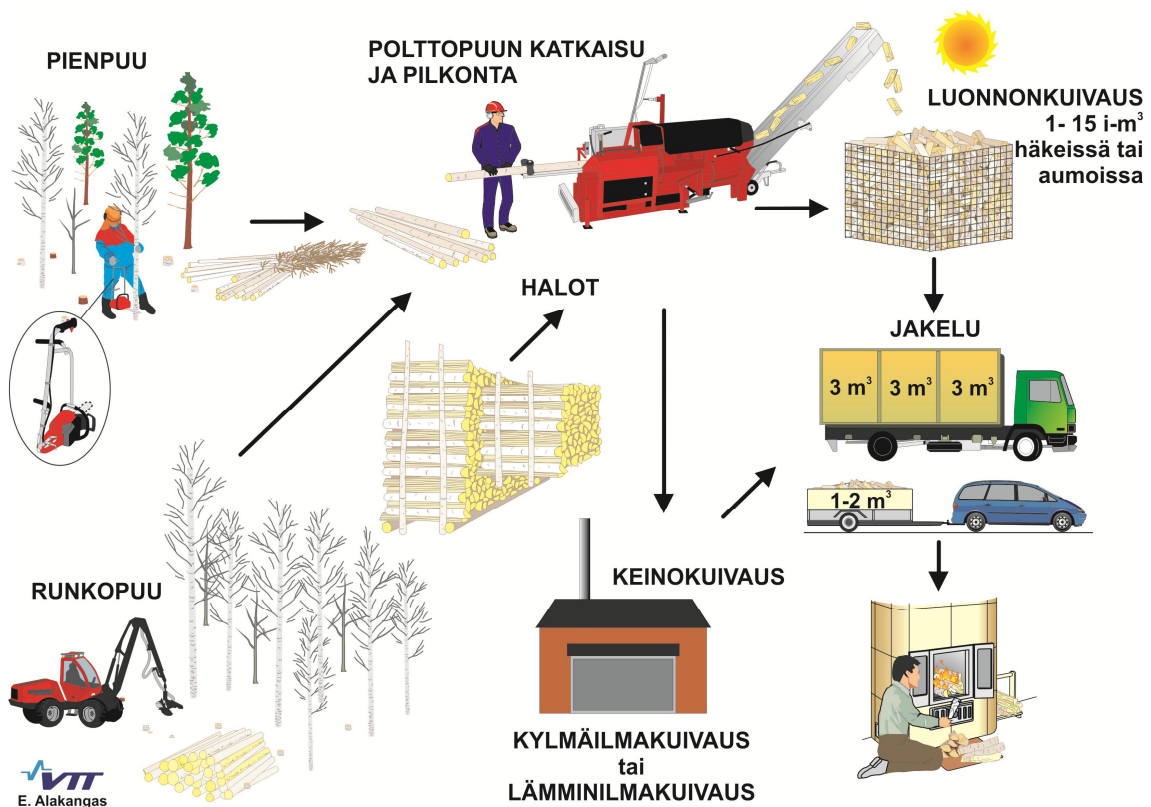 PIENPUU
POLTTOPUUN KATKAISU
JA PILKONTA
LUONNONKUIVAUS
1- 15 i-m³
häkeissä tai
aumoissa
HALOT
JAKELU
3 m³ 3 m³ 3 m³
1-2 m³
RUNKOPUU
KEINOKUIVAUS
KYLMÄILMAKUIVAUS
tai
LÄMMINILMAKUIVAUS
VTT
E. Alakangas